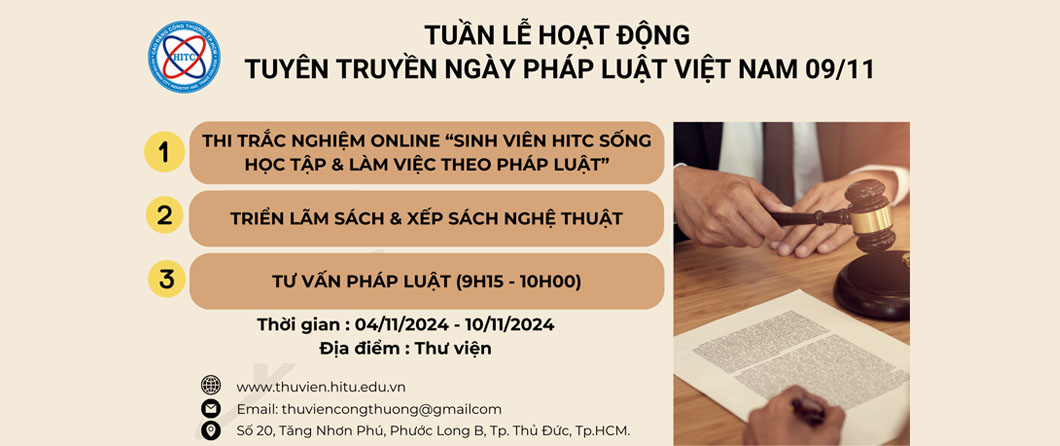 TUẦN LỄ HOẠT ĐỘNG
TUYÊN TRUYỀN NGÀY PHÁP LUẬT VIỆT NAM 09/11
HITC
1
THI TRẮC NGHIỆM ONLINE “SINH VIÊN HITC SỐNG
HỌC TẬP & LÀM VIỆC THEO PHÁP LUẬT”
2
TRIỂN LÃM SÁCH & XẾP SÁCH NGHỆ THUẬT
3
TƯ VẤN PHÁP LUẬT (9H15 - 10H00)
Thời gian : 04/11/2024 - 10/11/2024
Địa điểm : Thư viện
www.thuvien.hitu.edu.vn
Email: thuviencongthuong@gmailcom
Số 20, Tăng Nhơn Phú, Phước Long B, Tp. Thủ Đức, Tp.HCM.